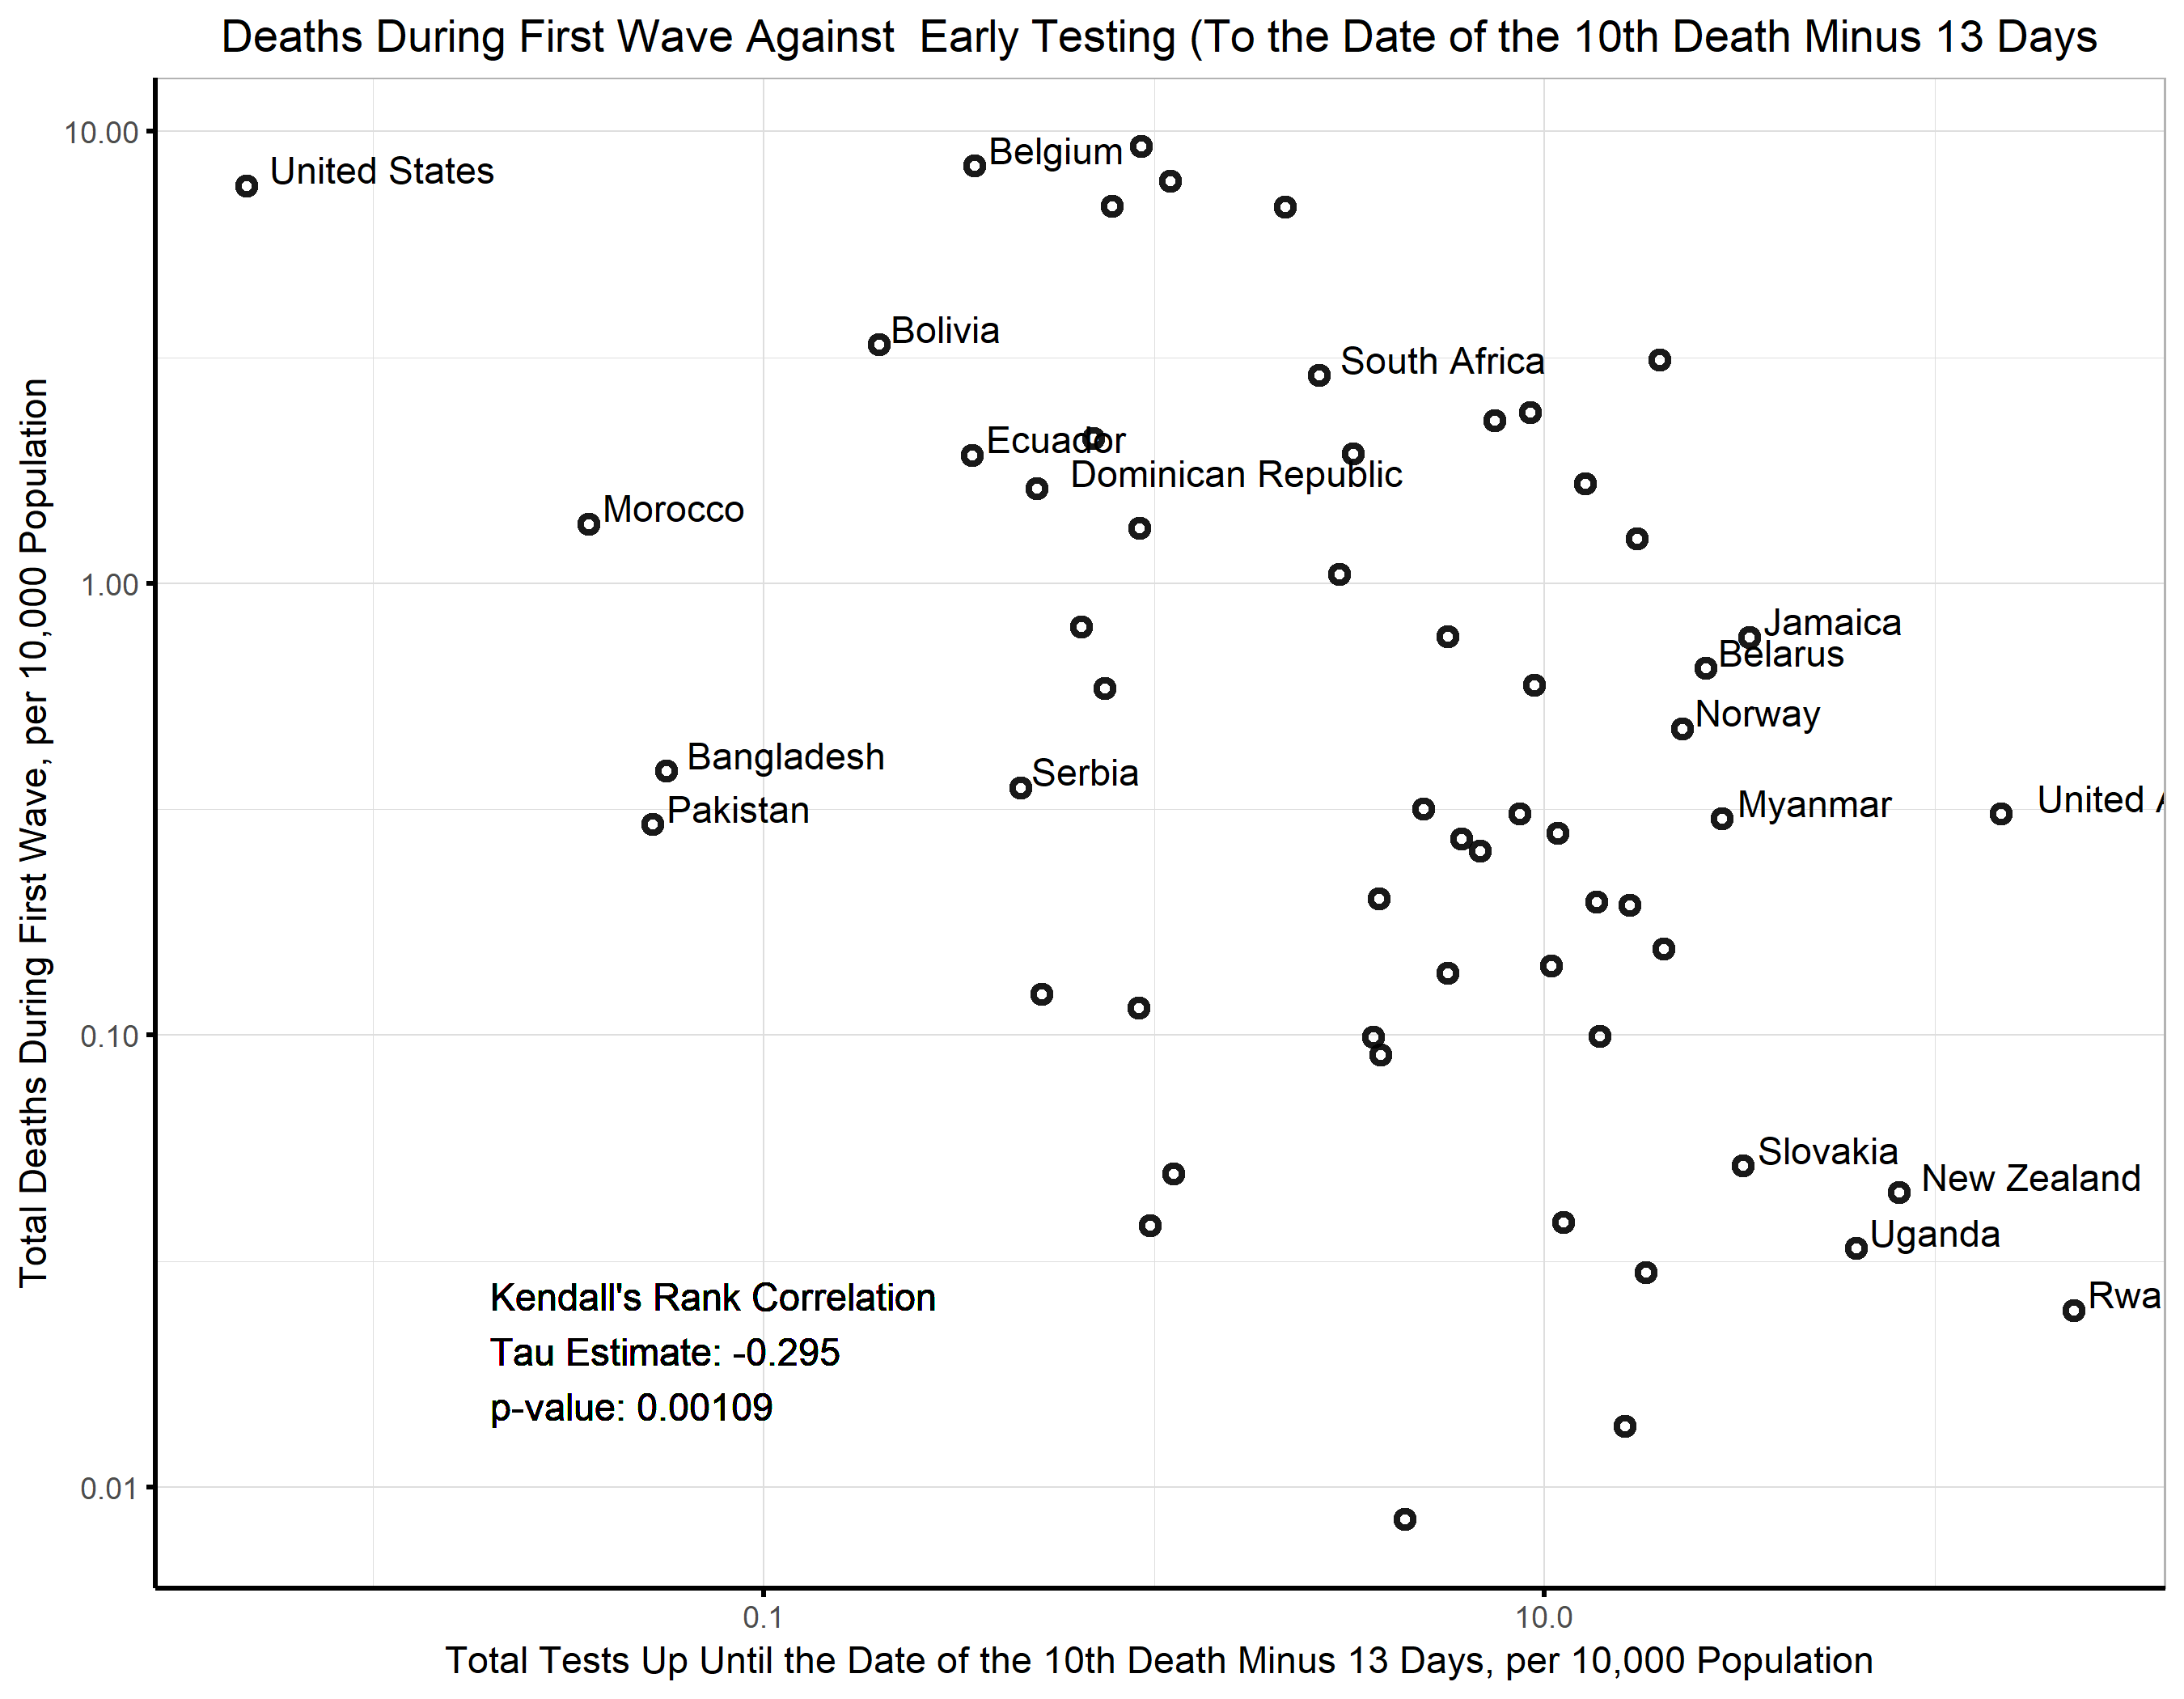 Deaths During First Wave Against  Early Testing (To the Date of the 10th Death Minus 13 Days
10.00
1.00
0.10
0.01
Total Deaths During First Wave, per 10,000 Population
United States
Belgium
Bolivia
South Africa
Ecuador
Dominican Republic
Morocco
Jamaica
Belarus
Norway
Bangladesh
Serbia
Pakistan
Myanmar
United A
Slovakia
New Zealand
Uganda
Rwa
Kendall's Rank Correlation
Tau Estimate: -0.295
p-value: 0.00109
0.1
10.0
Total Tests Up Until the Date of the 10th Death Minus 13 Days, per 10,000 Population